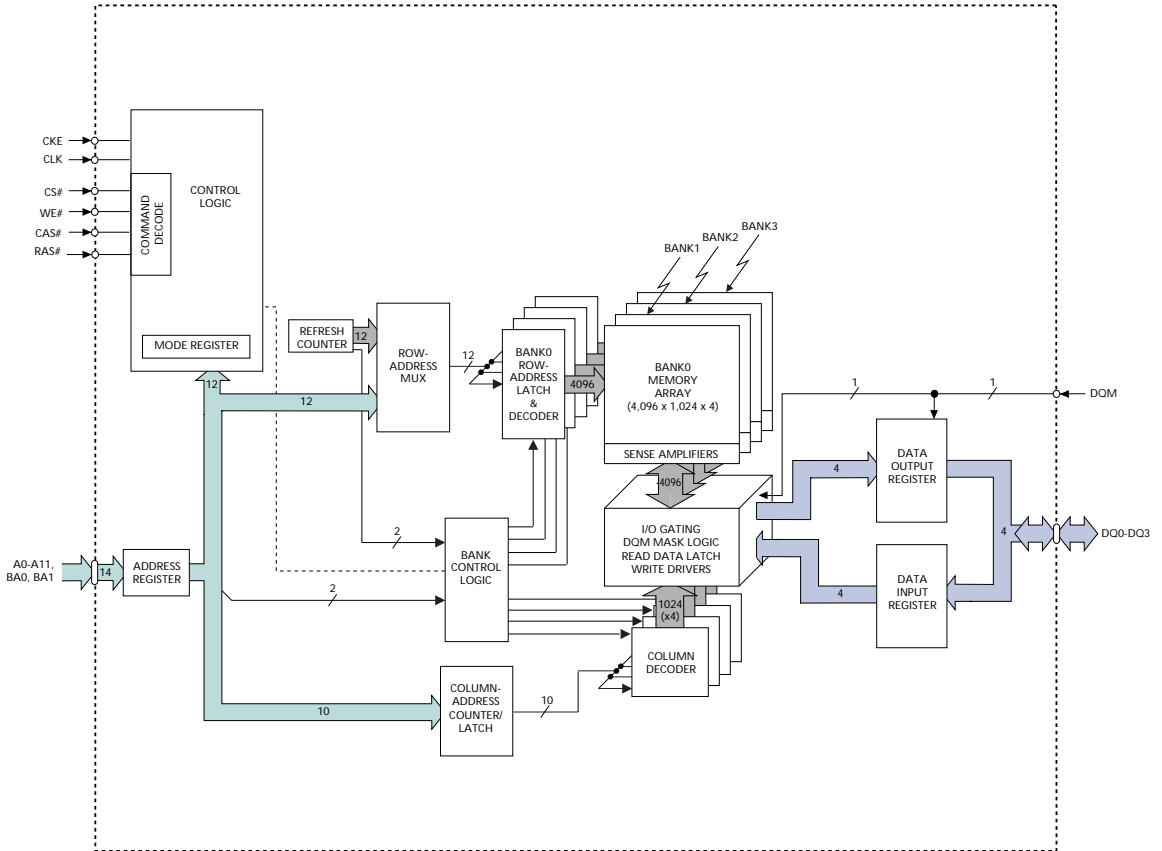 BANK3
BANK2
BANK1
CKE
CLK
CS#
WE#
CAS#
RAS#
CONTROL
LOGIC
COMMAND
DECODE
MODE REGISTER
12
12
REFRESH
COUNTER
12
ROW-
ADDRESS
MUX
12
BANK0
ROW-
ADDRESS
LATCH
&
DECODER
4096
BANK0
MEMORY
ARRAY
(4,096 x 1,024 x 4)
SENSE AMPLIFIERS
4096
I/O GATING
DQM MASK LOGIC
READ DATA LATCH
WRITE DRIVERS
1
1
DQM
DATA
OUTPUT
REGISTER
4
4
DQ0-DQ3
DATA
INPUT
REGISTER
4
A0-A11,
BA0, BA1
14
ADDRESS
REGISTER
2
2
BANK
CONTROL
LOGIC
1024
(x4)
COLUMN
DECODER
10
COLUMN-
ADDRESS
COUNTER/
LATCH
10